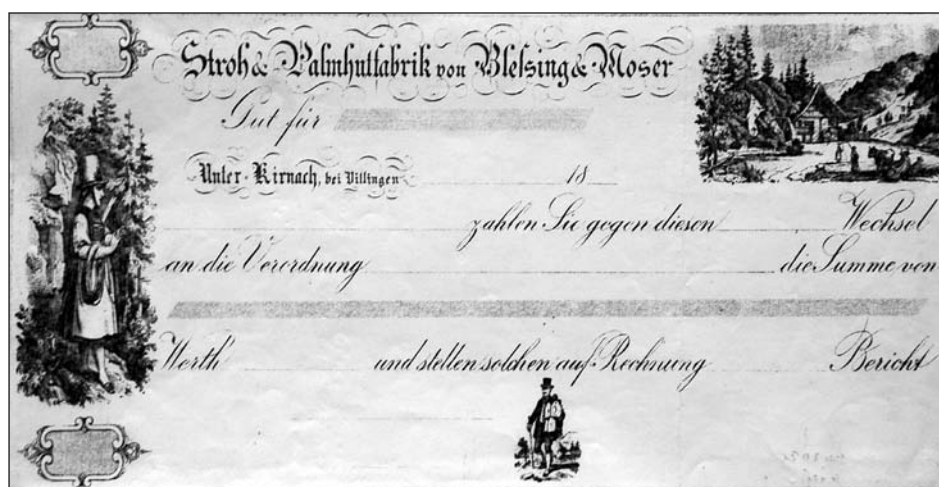 Stroh & Palmhutfabrik von Blessing & Moser
Gut für
Unter-Kirnach, bei Villingen 18
zahlen Sie gegen diesen Wechsel
an die Verordnung die Summe von
Werth und stellen solchen auf Rechnung Bericht